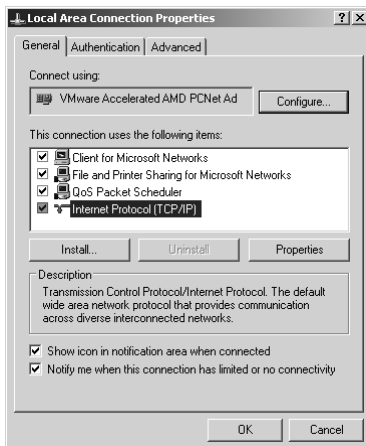 Local Area Connection Properties
General Authentication Advanced
Connect using:
VMware Accelerated AMD PCNet Ad
Configure...
This connection uses the following items:
Client for Microsoft Networks
File and Printer Sharing for Microsoft Networks
QoS Packet Scheduler
Internet Protocol (TCP/IP)
Install... Uninstall Properties
Description
Transmission Control Protocol/Internet Protocol. The default
wide area network protocol that provides communication
across diverse interconnected networks.
Show icon in notification area when connected
Notify me when this connection has limited or no connectivity
OK Cancel